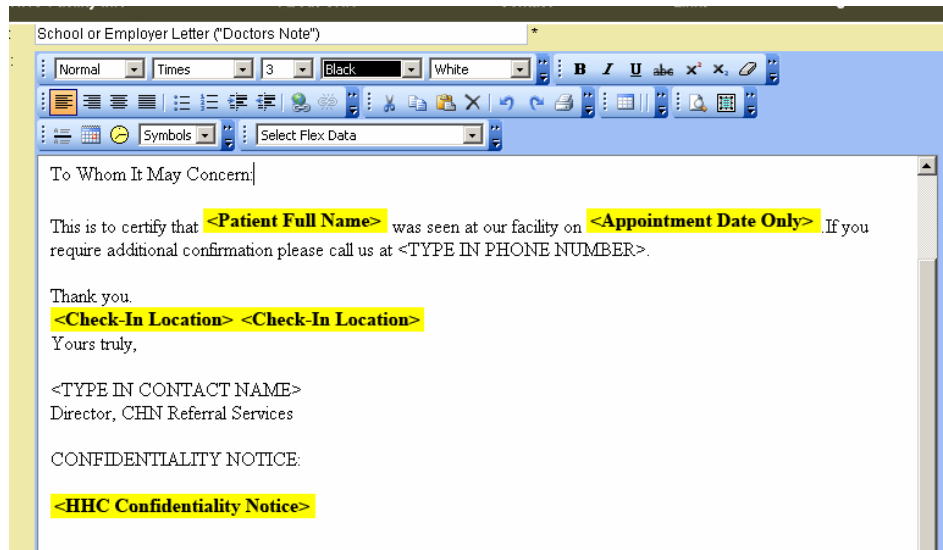 School or Employer Letter ("Doctors Note") *
Normal Times 3 Black White B I U abc x² x₂
Symbols Select Flex Data
To Whom It May Concern:
This is to certify that <Patient Full Name> was seen at our facility on <Appointment Date Only> .If you
require additional confirmation please call us at <TYPE IN PHONE NUMBER>.
Thank you.
<Check-In Location> <Check-In Location>
Yours truly,
<TYPE IN CONTACT NAME>
Director, CHN Referral Services
CONFIDENTIALITY NOTICE:
<HHC Confidentiality Notice>